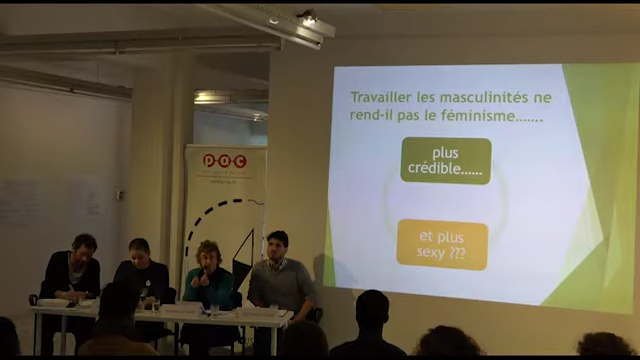 Travailler les masculinités ne
rend-il pas le féminisme.......
plus
crédible......
et plus
sexy ???
pac